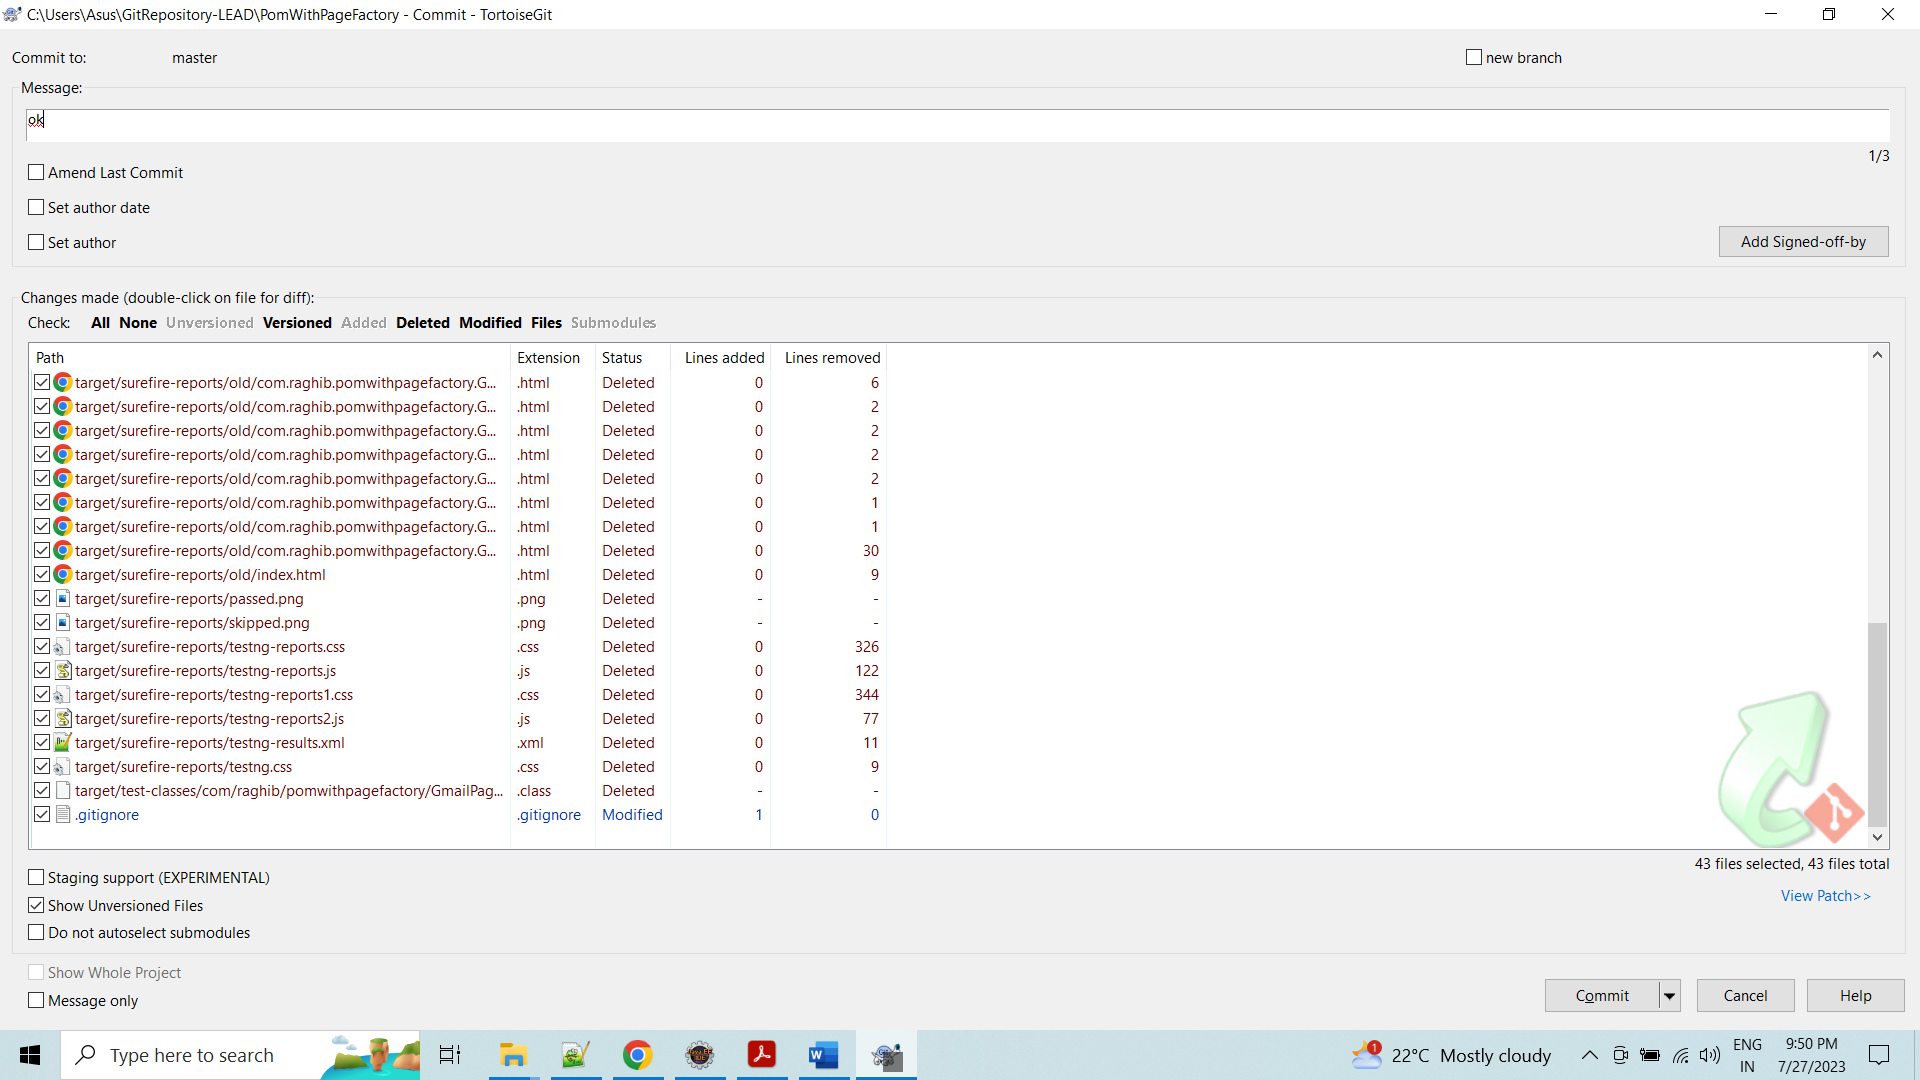 C:\Users\Asus\GitRepository-LEAD\PomWithPageFactory - Commit - TortoiseGit
Commit to: master new branch
Message:
ok
1/3
Amend Last Commit
Set author date
Set author
Add Signed-off-by
Changes made (double-click on file for diff):
Check: All None Unversioned Versioned Added Deleted Modified Files Submodules
Path Extension Status Lines added Lines removed
target/surefire-reports/old/com.raghib.pomwithpagefactory.G... .html Deleted 0 6
target/surefire-reports/old/com.raghib.pomwithpagefactory.G... .html Deleted 0 2
target/surefire-reports/old/com.raghib.pomwithpagefactory.G... .html Deleted 0 2
target/surefire-reports/old/com.raghib.pomwithpagefactory.G... .html Deleted 0 2
target/surefire-reports/old/com.raghib.pomwithpagefactory.G... .html Deleted 0 2
target/surefire-reports/old/com.raghib.pomwithpagefactory.G... .html Deleted 0 1
target/surefire-reports/old/com.raghib.pomwithpagefactory.G... .html Deleted 0 1
target/surefire-reports/old/com.raghib.pomwithpagefactory.G... .html Deleted 0 30
target/surefire-reports/old/index.html .html Deleted 0 9
target/surefire-reports/passed.png .png Deleted - -
target/surefire-reports/skipped.png .png Deleted - -
target/surefire-reports/testng-reports.css .css Deleted 0 326
target/surefire-reports/testng-reports.js .js Deleted 0 122
target/surefire-reports/testng-reports1.css .css Deleted 0 344
target/surefire-reports/testng-reports2.js .js Deleted 0 77
target/surefire-reports/testng-results.xml .xml Deleted 0 11
target/surefire-reports/testng.css .css Deleted 0 9
target/test-classes/com/raghib/pomwithpagefactory/GmailPag... .class Deleted - -
.gitignore .gitignore Modified 1 0
43 files selected, 43 files total
Staging support (EXPERIMENTAL)
View Patch>>
Show Unversioned Files
Do not autoselect submodules
Show Whole Project
Message only
Commit Cancel Help
Type here to search
1
22°C Mostly cloudy
ENG
IN
9:50 PM
7/27/2023